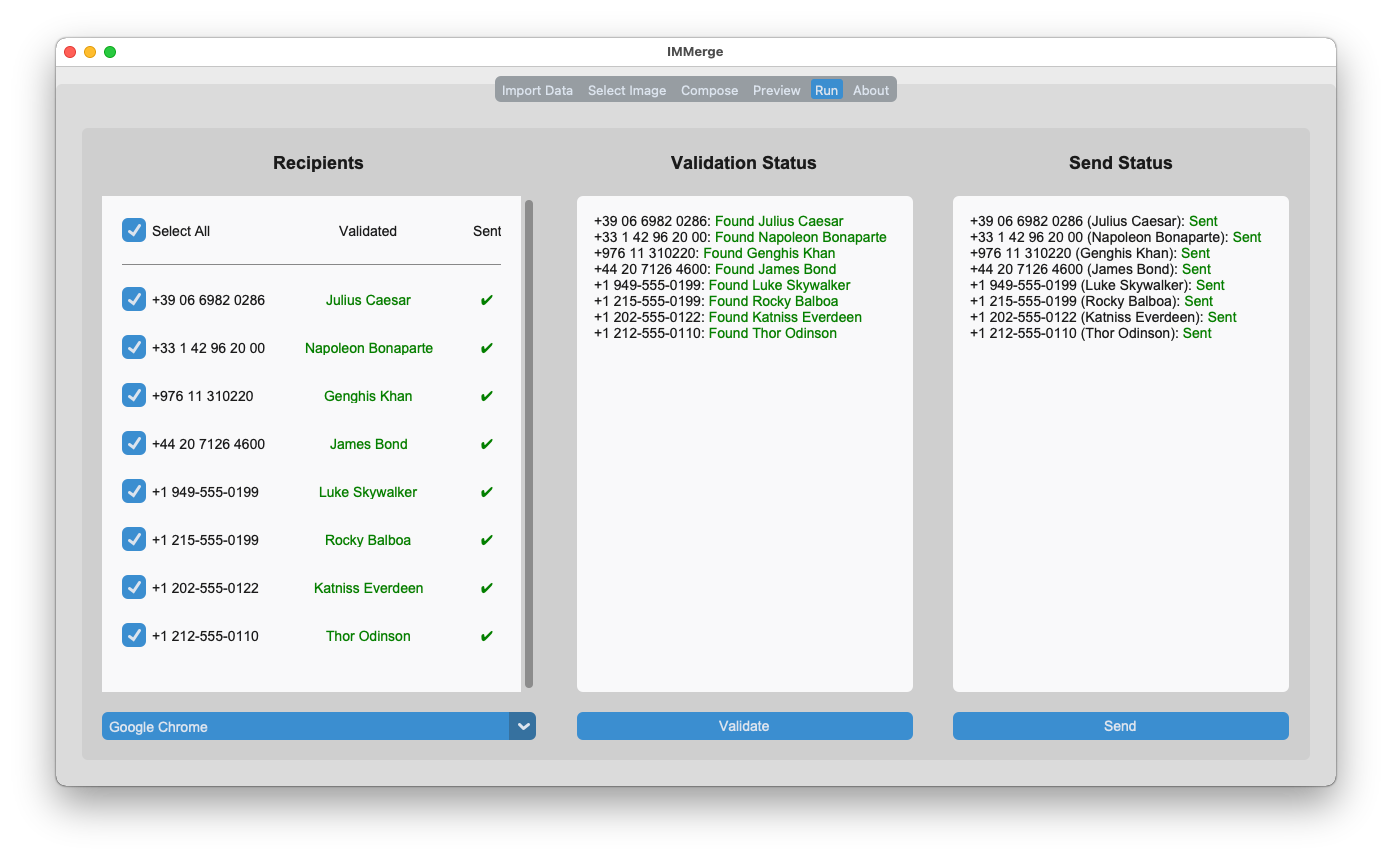 IMMerge
Import Data Select Image Compose Preview Run About
Recipients
Select All Validated Sent
+39 06 6982 0286 Julius Caesar ✔
+33 1 42 96 20 00 Napoleon Bonaparte ✔
+976 11 310220 Genghis Khan ✔
+44 20 7126 4600 James Bond ✔
+1 949-555-0199 Luke Skywalker ✔
+1 215-555-0199 Rocky Balboa ✔
+1 202-555-0122 Katniss Everdeen ✔
+1 212-555-0110 Thor Odinson ✔
Google Chrome
Validation Status
+39 06 6982 0286: Found Julius Caesar
+33 1 42 96 20 00: Found Napoleon Bonaparte
+976 11 310220: Found Genghis Khan
+44 20 7126 4600: Found James Bond
+1 949-555-0199: Found Luke Skywalker
+1 215-555-0199: Found Rocky Balboa
+1 202-555-0122: Found Katniss Everdeen
+1 212-555-0110: Found Thor Odinson
Validate
Send Status
+39 06 6982 0286 (Julius Caesar): Sent
+33 1 42 96 20 00 (Napoleon Bonaparte): Sent
+976 11 310220 (Genghis Khan): Sent
+44 20 7126 4600 (James Bond): Sent
+1 949-555-0199 (Luke Skywalker): Sent
+1 215-555-0199 (Rocky Balboa): Sent
+1 202-555-0122 (Katniss Everdeen): Sent
+1 212-555-0110 (Thor Odinson): Sent
Send